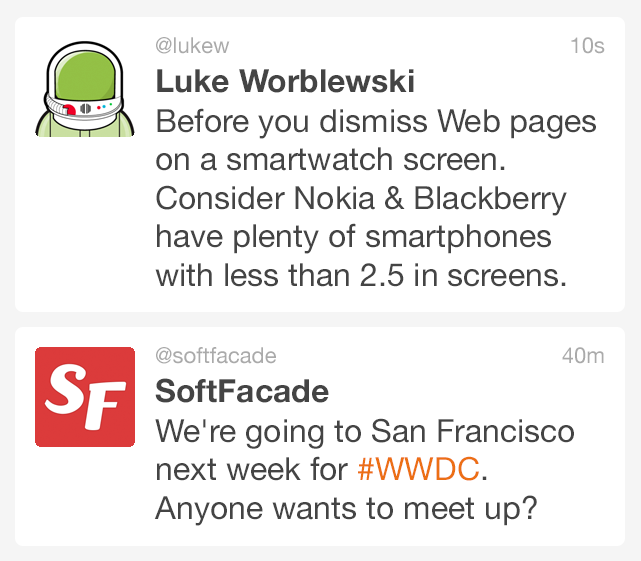 @lukew 10s
Luke Worblewski
Before you dismiss Web pages
on a smartwatch screen.
Consider Nokia & Blackberry
have plenty of smartphones
with less than 2.5 in screens.
SF
@softfacade 40m
SoftFacade
We're going to San Francisco
next week for #WWDC.
Anyone wants to meet up?